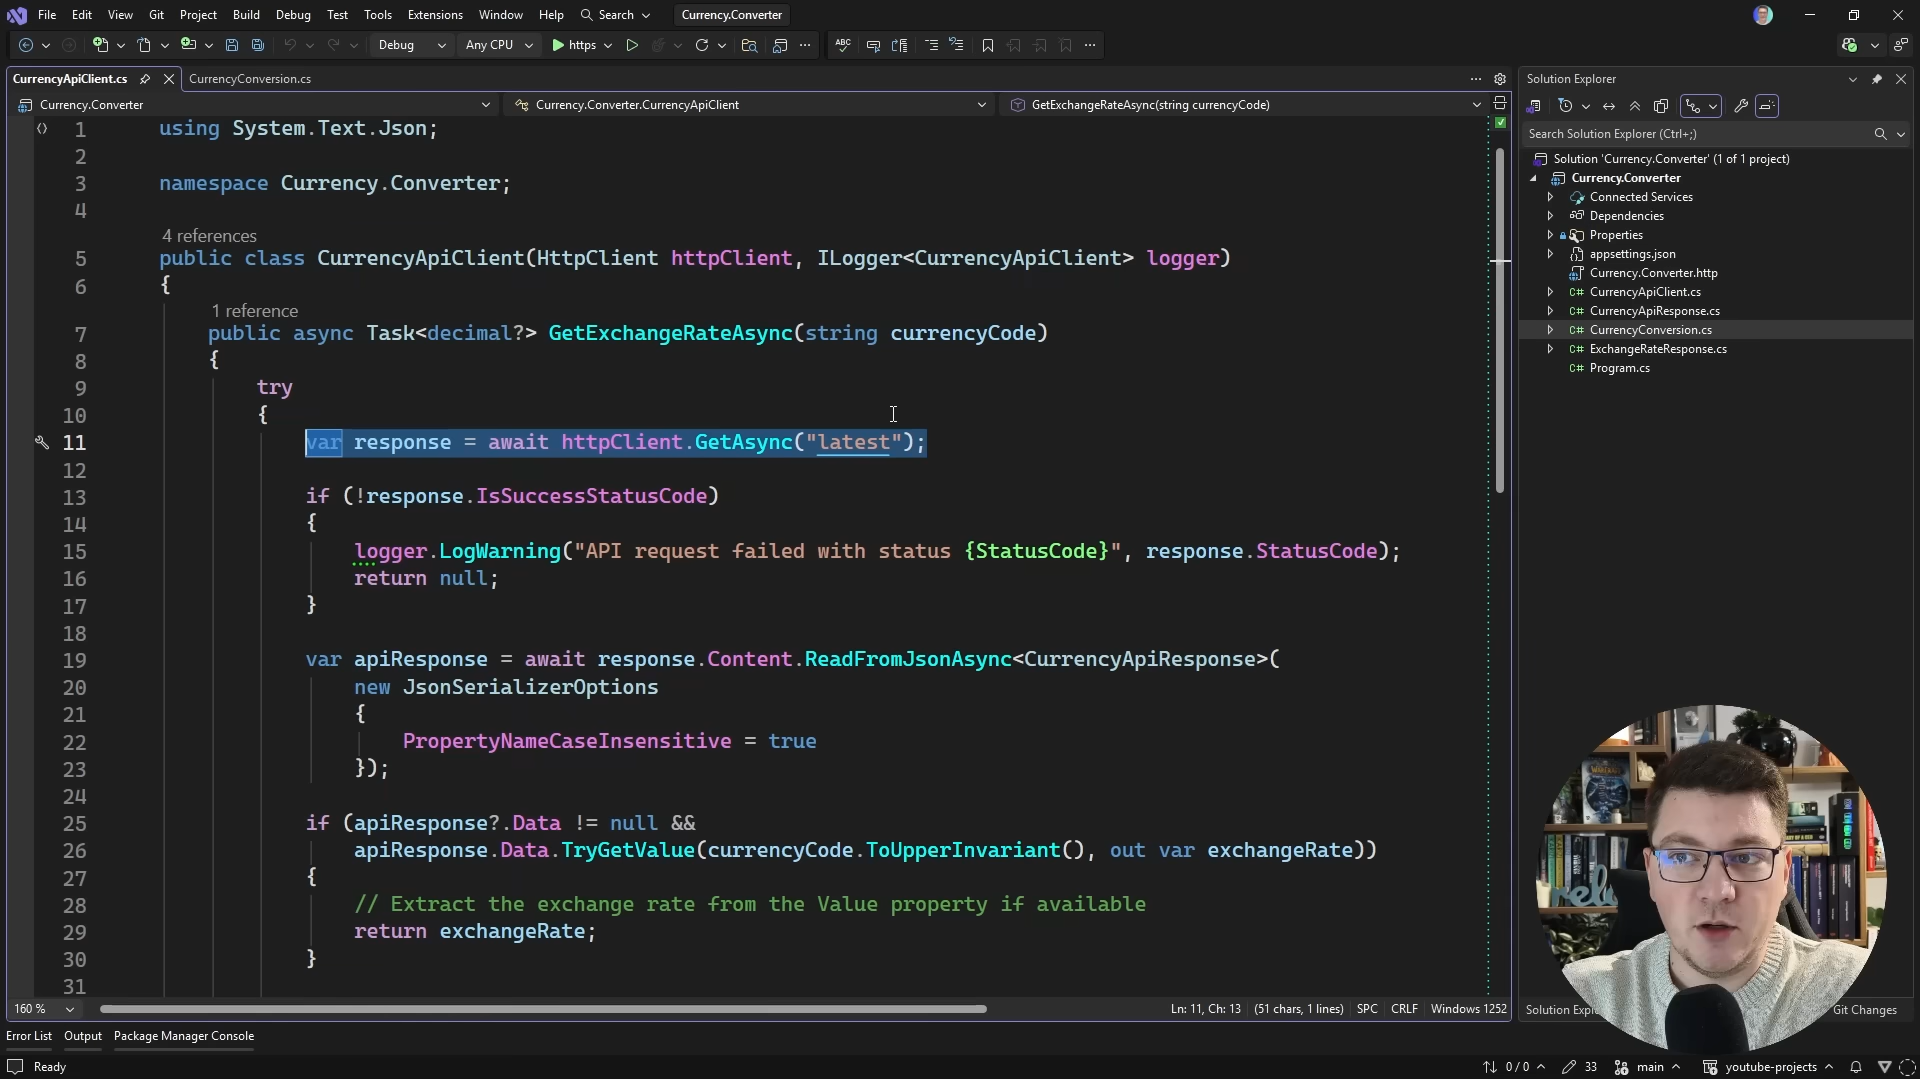 File Edit View Git Project Build Debug Test Tools Extensions Window Help Search Currency.Converter
Debug Any CPU https
CurrencyApiClient.cs CurrencyConversion.cs
Currency.Converter Currency.Converter.CurrencyApiClient GetExchangeRateAsync(string currencyCode)
1 using System.Text.Json;
2
3 namespace Currency.Converter;
4
4 references
5 public class CurrencyApiClient(HttpClient httpClient, ILogger<CurrencyApiClient> logger)
6 {
1 reference
7 public async Task<decimal?> GetExchangeRateAsync(string currencyCode)
8 {
9 try
10 {
11 var response = await httpClient.GetAsync("latest");
12
13 if (!response.IsSuccessStatusCode)
14 {
15 logger.LogWarning("API request failed with status {StatusCode}", response.StatusCode);
16 return null;
17 }
18
19 var apiResponse = await response.Content.ReadFromJsonAsync<CurrencyApiResponse>(
20 new JsonSerializerOptions
21 {
22 PropertyNameCaseInsensitive = true
23 });
24
25 if (apiResponse?.Data != null &&
26 apiResponse.Data.TryGetValue(currencyCode.ToUpperInvariant(), out var exchangeRate))
27 {
28 // Extract the exchange rate from the Value property if available
29 return exchangeRate;
30 }
31
160 % Ln: 11, Ch: 13 (51 chars, 1 lines) SPC CRLF Windows 1252
Solution Explorer
Search Solution Explorer (Ctrl+;)
Solution 'Currency.Converter' (1 of 1 project)
Currency.Converter
Connected Services
Dependencies
Properties
appsettings.json
Currency.Converter.http
C# CurrencyApiClient.cs
C# CurrencyApiResponse.cs
C# CurrencyConversion.cs
C# ExchangeRateResponse.cs
C# Program.cs
Solution Explo Git Changes
Error List Output Package Manager Console
Ready 0 / 0 33 main youtube-projects